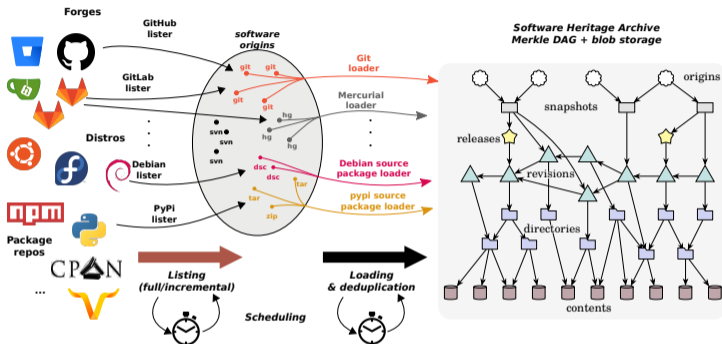 Forges
GitHub
lister
GitLab
lister
Distros
Debian
lister
PyPi
lister
npm
Package
repos
CPAN
...
software
origins
git
git
git
git
hg
hg
hg
svn
svn
svn
dsc
dsc
tar
tar
zip
Git
loader
Mercurial
loader
Debian source
package loader
pypi source
package loader
Listing
(full/incremental)
Scheduling
Loading
& deduplication
Software Heritage Archive
Merkle DAG + blob storage
origins
snapshots
releases
revisions
directories
contents